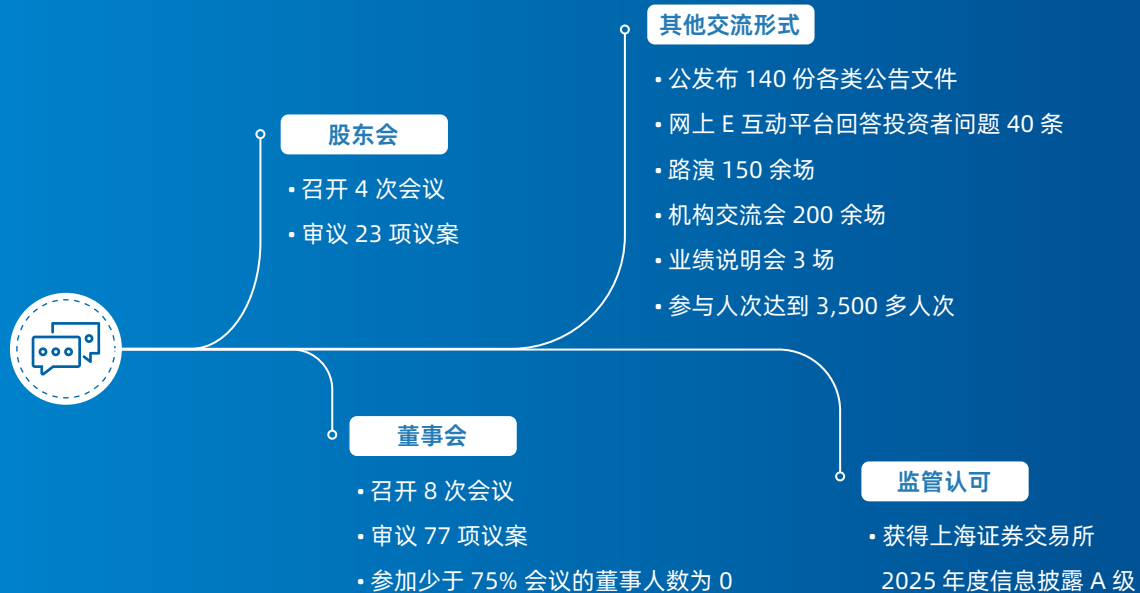 股东会
• 召开 4 次会议
• 审议 23 项议案
其他交流形式
• 公发布 140 份各类公告文件
• 网上 E 互动平台回答投资者问题 40 条
• 路演 150 余场
• 机构交流会 200 余场
• 业绩说明会 3 场
• 参与人次达到 3,500 多人次
董事会
• 召开 8 次会议
• 审议 77 项议案
• 参加少于 75% 会议的董事人数为 0
监管认可
• 获得上海证券交易所
2025 年度信息披露 A 级